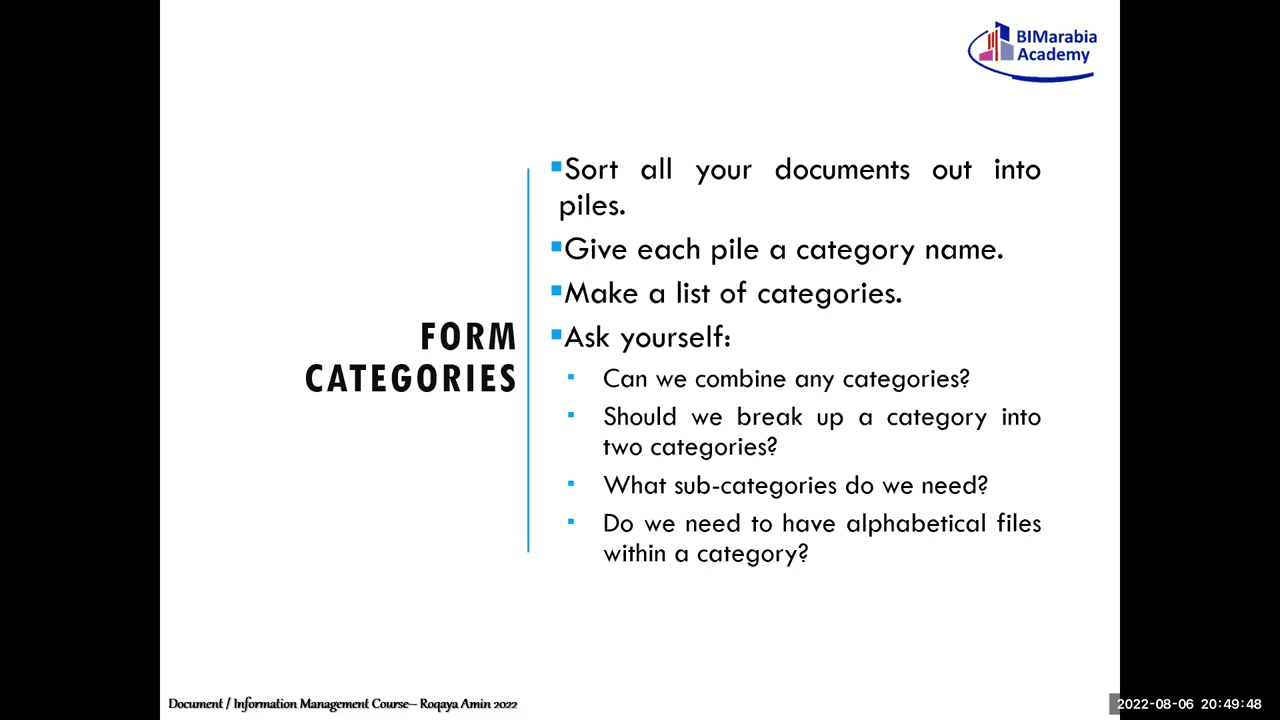 BIMarabia
Academy
FORM
CATEGORIES
▪Sort all your documents out into
piles.
▪Give each pile a category name.
▪Make a list of categories.
▪Ask yourself:
▪ Can we combine any categories?
▪ Should we break up a category into
two categories?
▪ What sub-categories do we need?
▪ Do we need to have alphabetical files
within a category?
Document / Information Management Course– Roqaya Amin 2022
2022-08-06 20:49:48